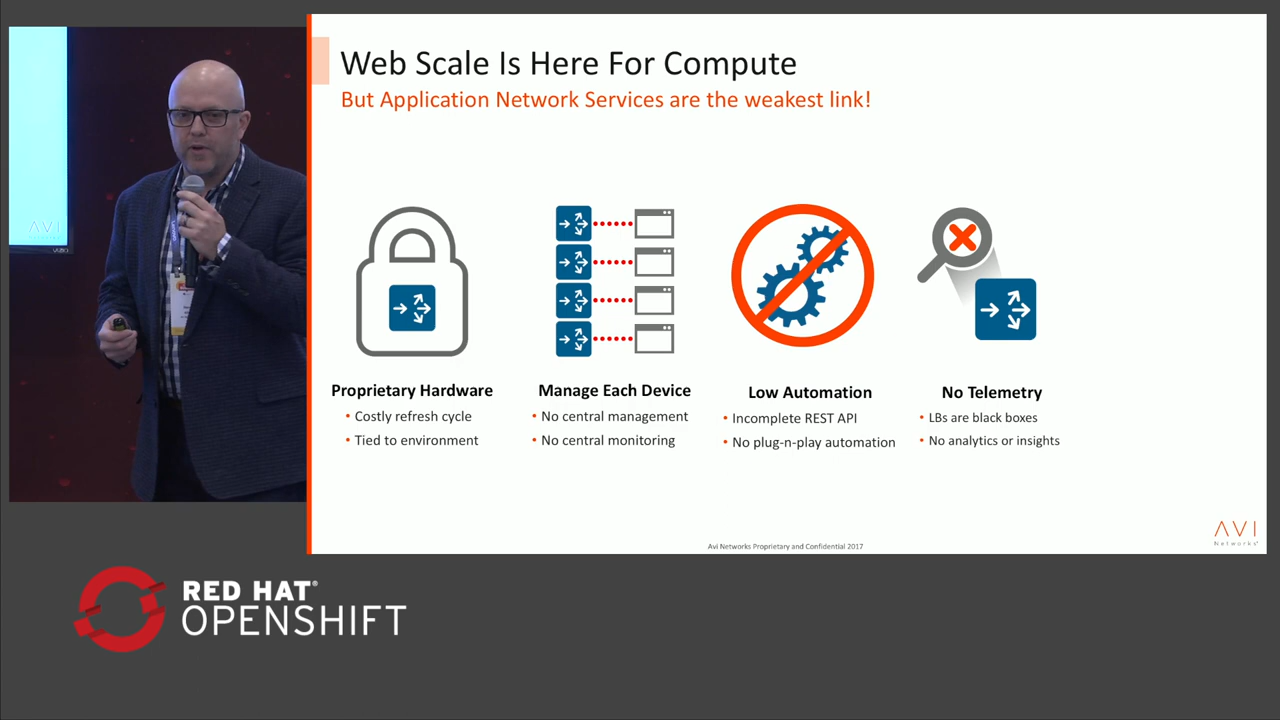 Web Scale Is Here For Compute
But Application Network Services are the weakest link!
Proprietary Hardware
• Costly refresh cycle
• Tied to environment
Manage Each Device
• No central management
• No central monitoring
Low Automation
• Incomplete REST API
• No plug-n-play automation
No Telemetry
• LBs are black boxes
• No analytics or insights
Avi Networks Proprietary and Confidential 2017
AVI
Networks
AVI
VIZIO
RED HAT®
OPENSHIFT